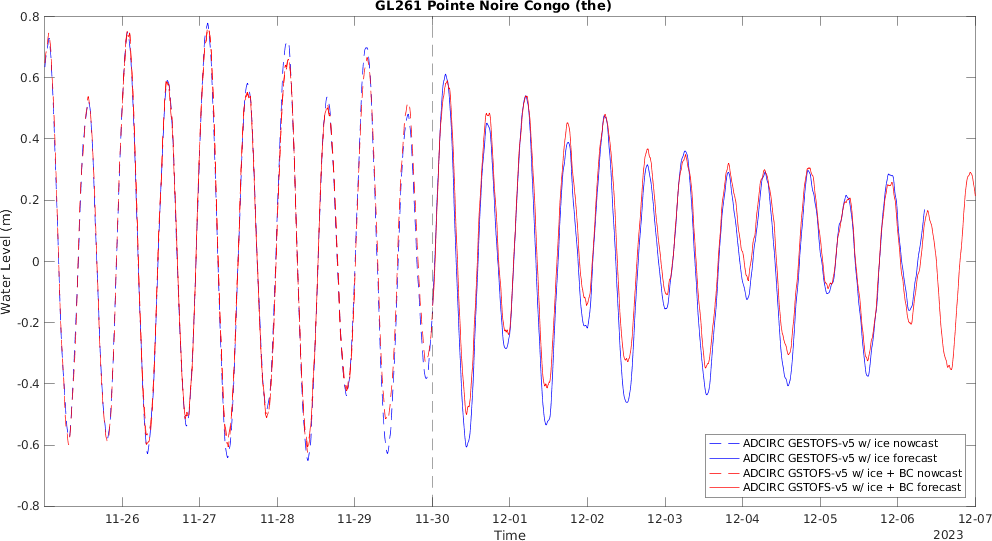 GL261 Pointe Noire Congo (the)
Water Level (m)
0.8
0.6
0.4
0.2
0
-0.2
-0.4
-0.6
-0.8
ADCIRC GESTOFS-v5 w/ ice nowcast
ADCIRC GESTOFS-v5 w/ ice forecast
ADCIRC GSTOFS-v5 w/ ice + BC nowcast
ADCIRC GSTOFS-v5 w/ ice + BC forecast
11-26 11-27 11-28 11-29 11-30 12-01 12-02 12-03 12-04 12-05 12-06 12-07
Time
2023